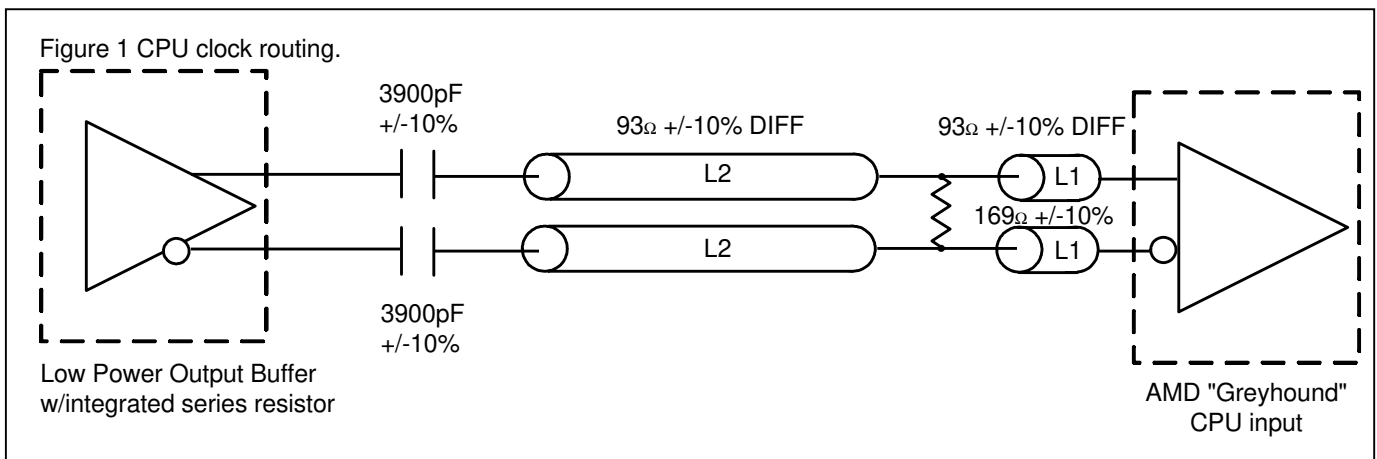 Figure 1 CPU clock routing.
3900pF
+/-10%
93Ω +/-10% DIFF
93Ω +/-10% DIFF
L2
L1
169Ω +/-10%
L2
L1
3900pF
+/-10%
Low Power Output Buffer
w/integrated series resistor
AMD "Greyhound"
CPU input